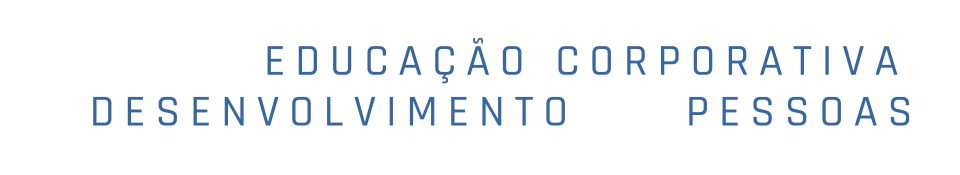 EDUCAÇÃO CORPORATIVA
DESENVOLVIMENTO PESSOAS